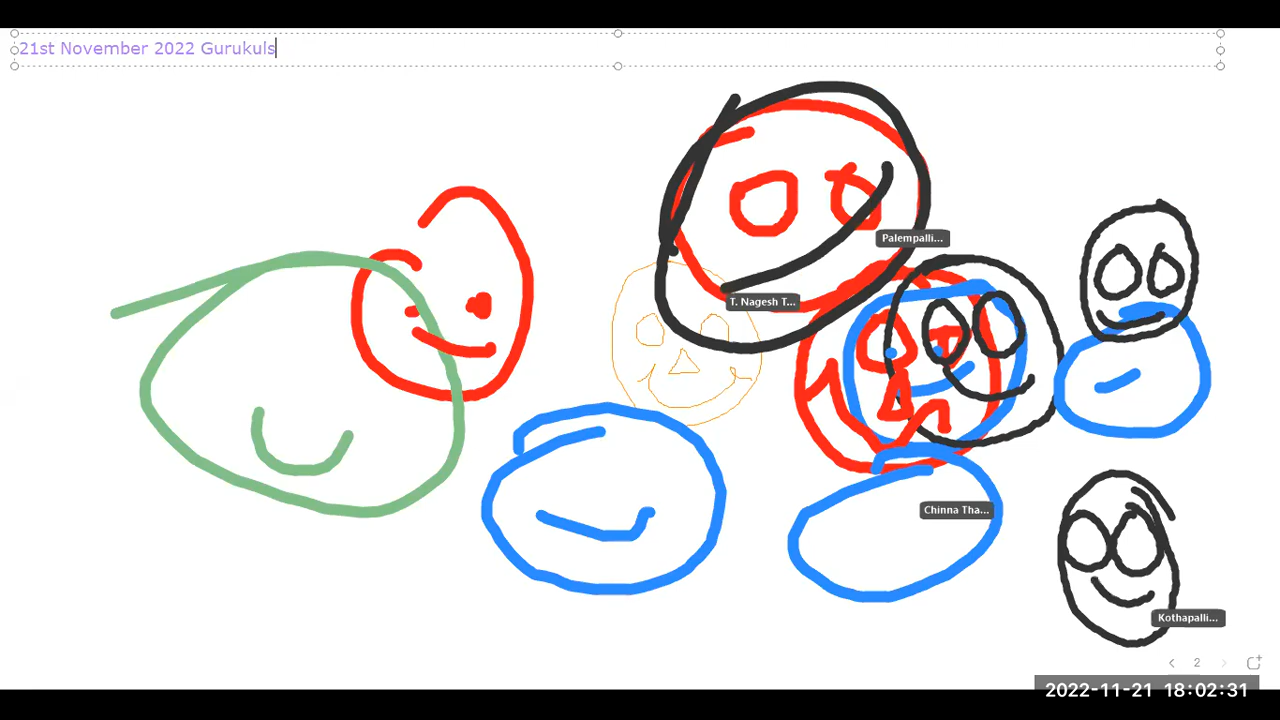 21st November 2022 Gurukuls
Palempalli...
T. Nagesh T...
Chinna Tha...
Kothapalli...
2
2022-11-21 18:02:31